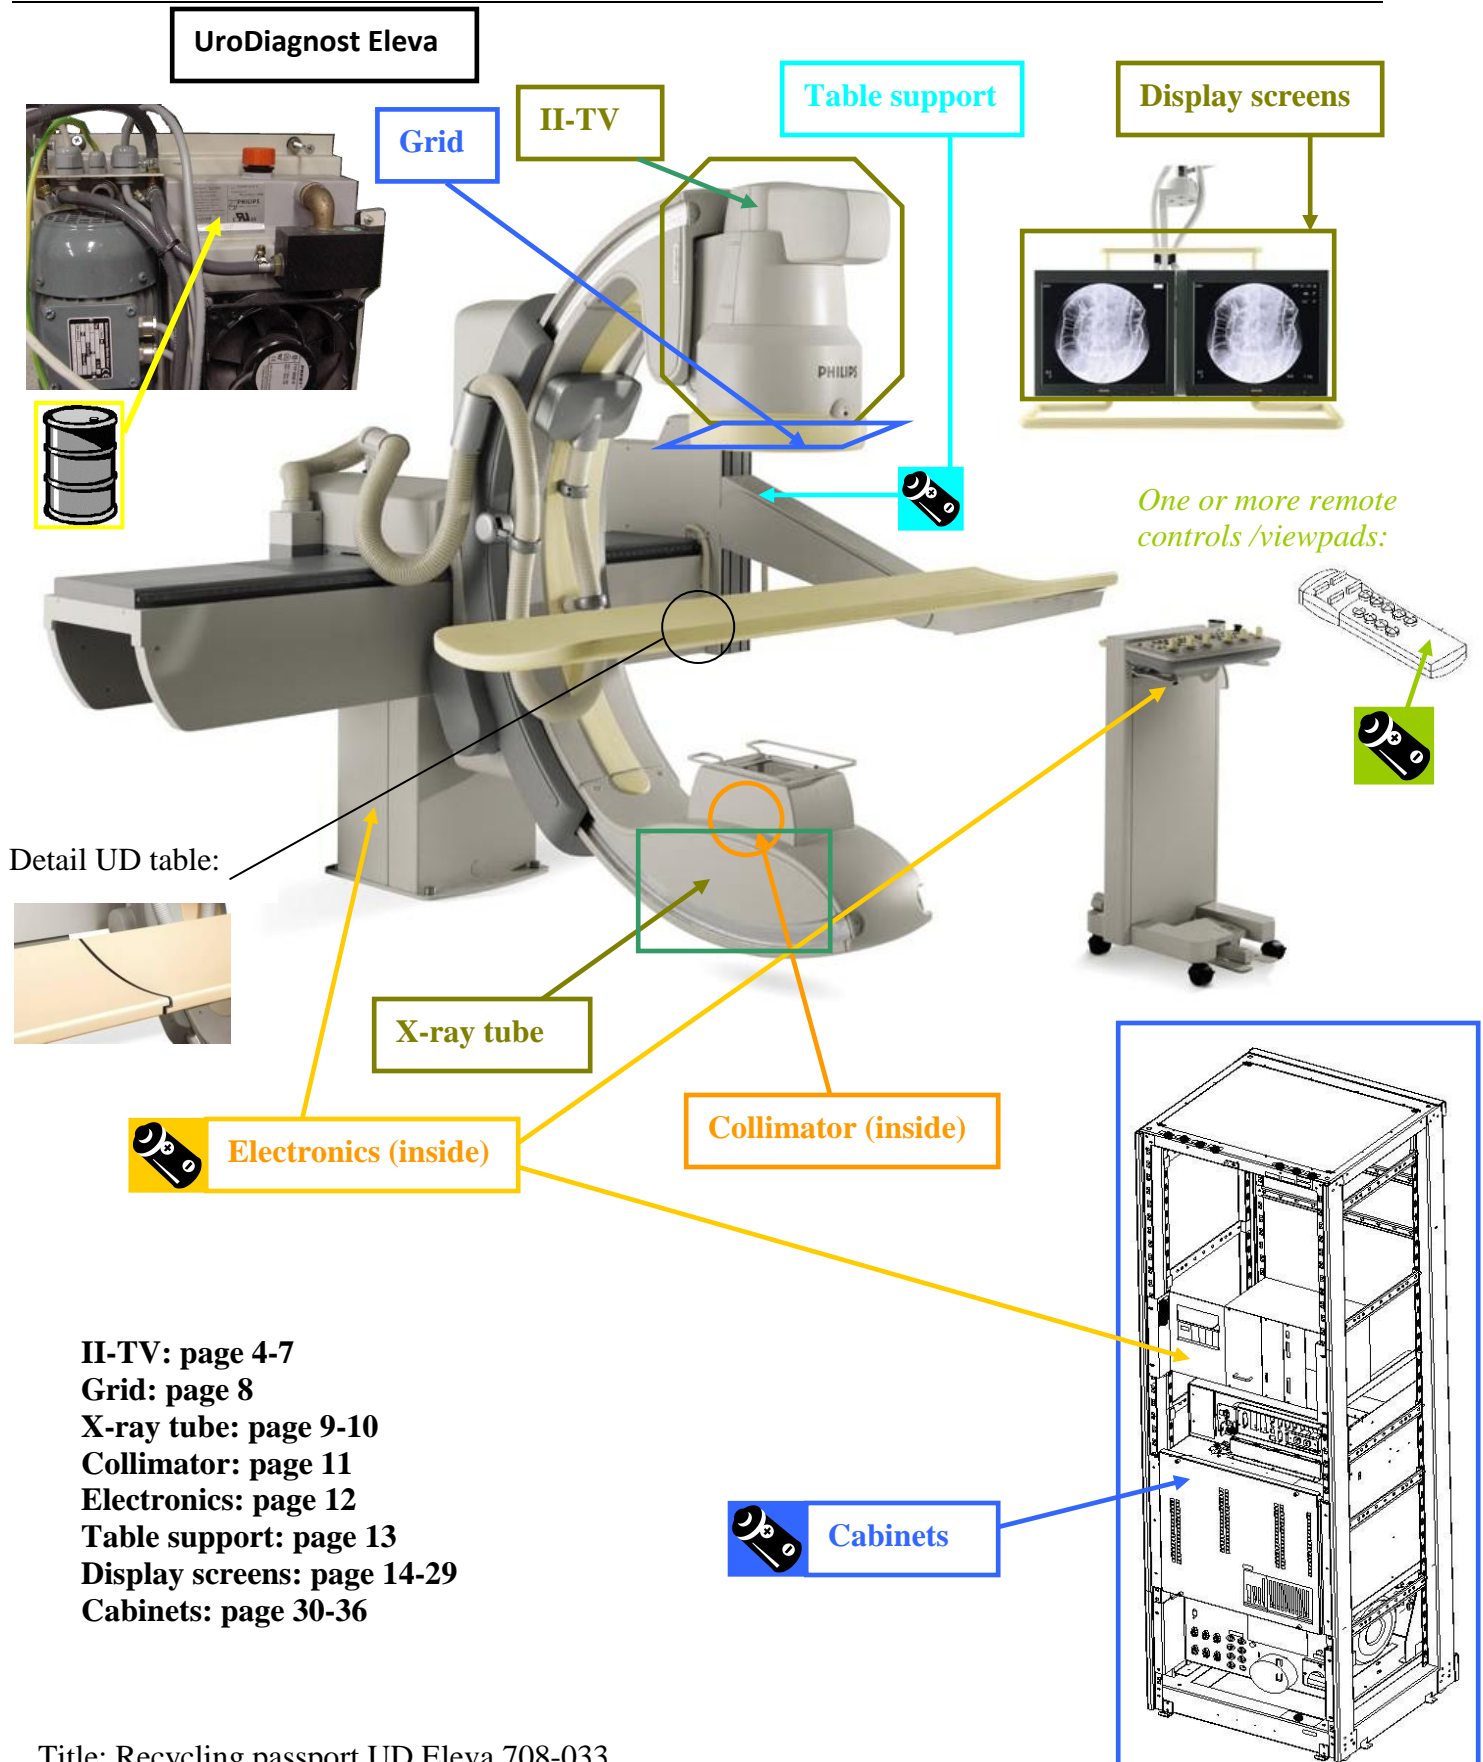 UroDiagnost Eleva
Table support
Display screens
II-TV
Grid
PHILIPS
PHILIPS
One or more remote
controls /viewpads:
Detail UD table:
X-ray tube
Collimator (inside)
Electronics (inside)
II-TV: page 4-7
Grid: page 8
X-ray tube: page 9-10
Collimator: page 11
Electronics: page 12
Table support: page 13
Display screens: page 14-29
Cabinets: page 30-36
Cabinets
Title: Recycling passport UD Eleva 708-033